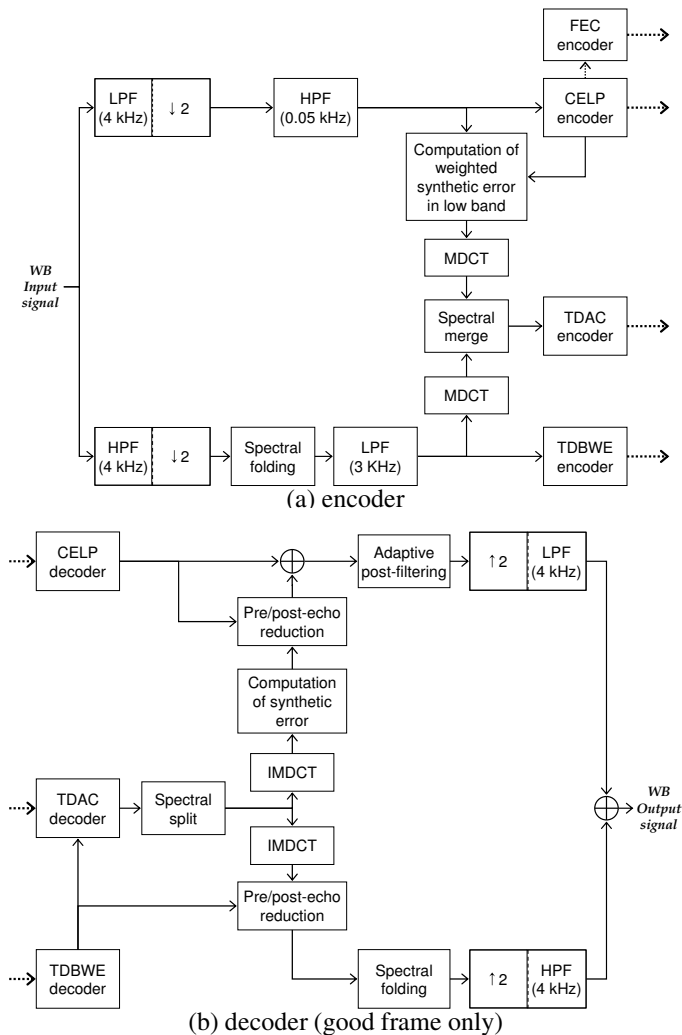 FEC
encoder
LPF
(4 kHz)
↓ 2
HPF
(0.05 kHz)
CELP
encoder
Computation of
weighted
synthetic error
in low band
MDCT
WB
Input
signal
Spectral
merge
TDAC
encoder
MDCT
HPF
(4 kHz)
↓2
Spectral
folding
LPF
(3 KHz)
TDBWE
encoder
(a) encoder
CELP
decoder
Adaptive
post-filtering
↑2
LPF
(4 kHz)
Pre/post-echo
reduction
Computation
of synthetic
error
IMDCT
TDAC
decoder
Spectral
split
WB
Output
signal
IMDCT
Pre/post-echo
reduction
TDBWE
decoder
Spectral
folding
↑2
HPF
(4 kHz)
(b) decoder (good frame only)